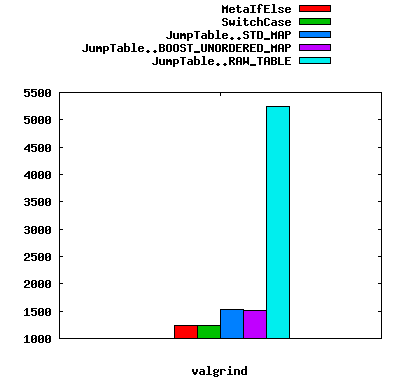 MetaIfElse
SwitchCase
JumpTable..STD_MAP
JumpTable..BOOST_UNORDERED_MAP
JumpTable..RAW_TABLE
5500
5000
4500
4000
3500
3000
2500
2000
1500
1000
valgrind